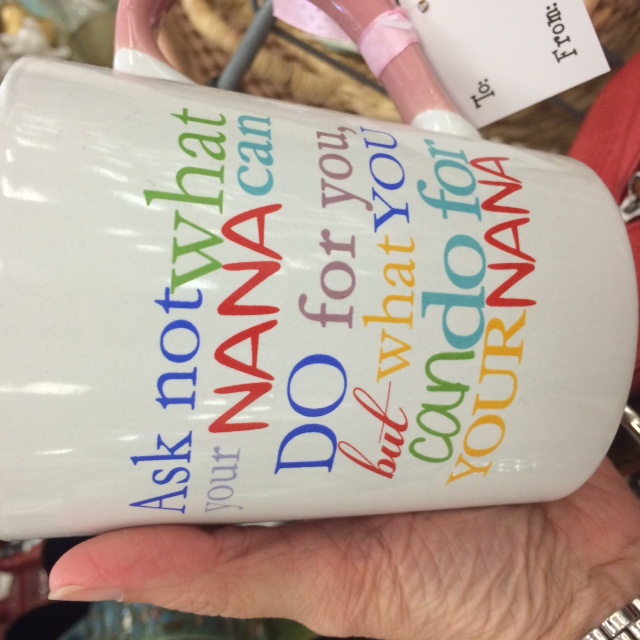 Ask not what
your NANA can
DO for you,
but what YOU
can do for
YOUR NANA
To:
From: